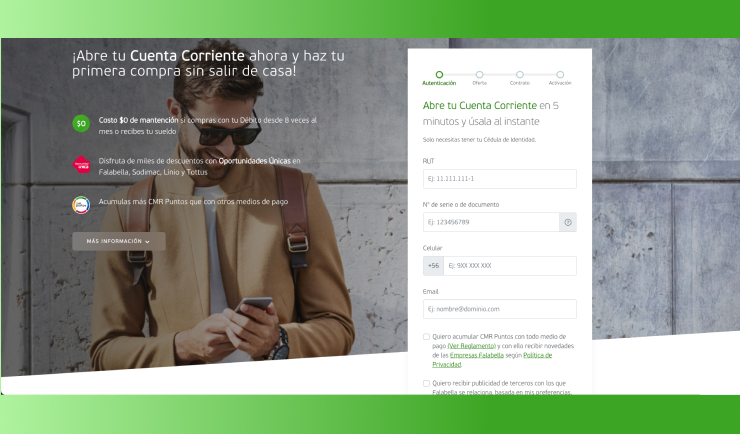 ¡Abre tu Cuenta Corriente ahora y haz tu
primera compra sin salir de casa!
$0
Costo $0 de mantención si compras con tu Débito desde 8 veces al
mes o recibes tu sueldo
Disfruta de miles de descuentos con Oportunidades Únicas en
Falabella, Sodimac, Linio y Tottus
Acumulas más CMR Puntos que con otros medios de pago
MÁS INFORMACIÓN
Autenticación
Oferta
Contrato
Activación
Abre tu Cuenta Corriente en 5
minutos y úsala al instante
Solo necesitas tener tu Cédula de Identidad.
RUT
Ej: 11,111,111-1
N° de serie o de documento
Ej: 123456789
?
Celular
+56
Ej: 9XX XXX XXX
Email
Ej: nombre@dominio.com
Quiero acumular CMR Puntos con todo medio de
pago (Ver Reglamento) y con ello recibir novedades
de las Empresas Falabella según Política de
Privacidad.
Quiero recibir publicidad de terceros con los que
Falabella se relaciona, basada en mis preferencias.